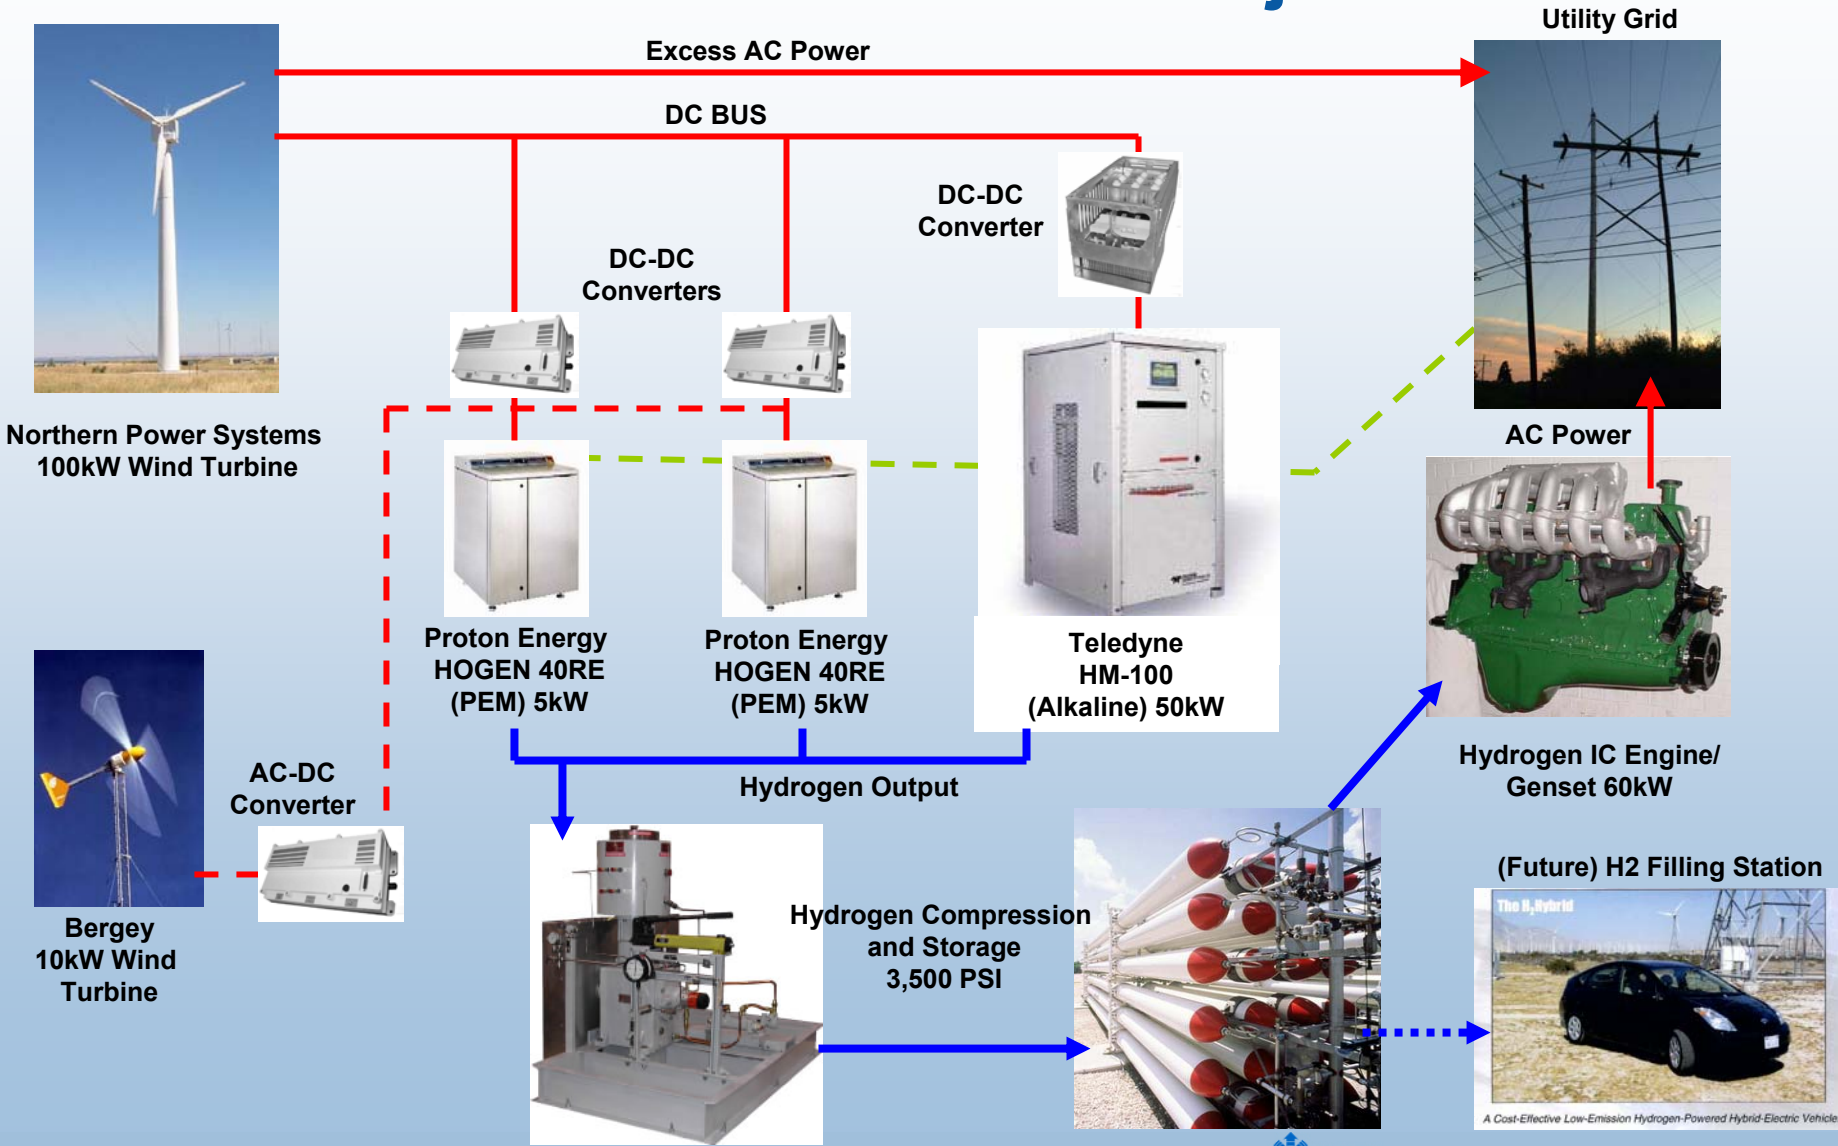 Utility Grid
Excess AC Power
DC BUS
DC-DC
Converter
DC-DC
Converters
Northern Power Systems
100kW Wind Turbine
AC Power
Proton Energy
HOGEN 40RE
(PEM) 5kW
Proton Energy
HOGEN 40RE
(PEM) 5kW
Teledyne
HM-100
(Alkaline) 50kW
AC-DC
Converter
Hydrogen Output
Hydrogen IC Engine/
Genset 60kW
Bergey
10kW Wind
Turbine
Hydrogen Compression
and Storage
3,500 PSI
(Future) H2 Filling Station
The H2Hybrid
A Cost-Effective Low-Emission Hydrogen-Powered Hybrid-Electric Vehicle